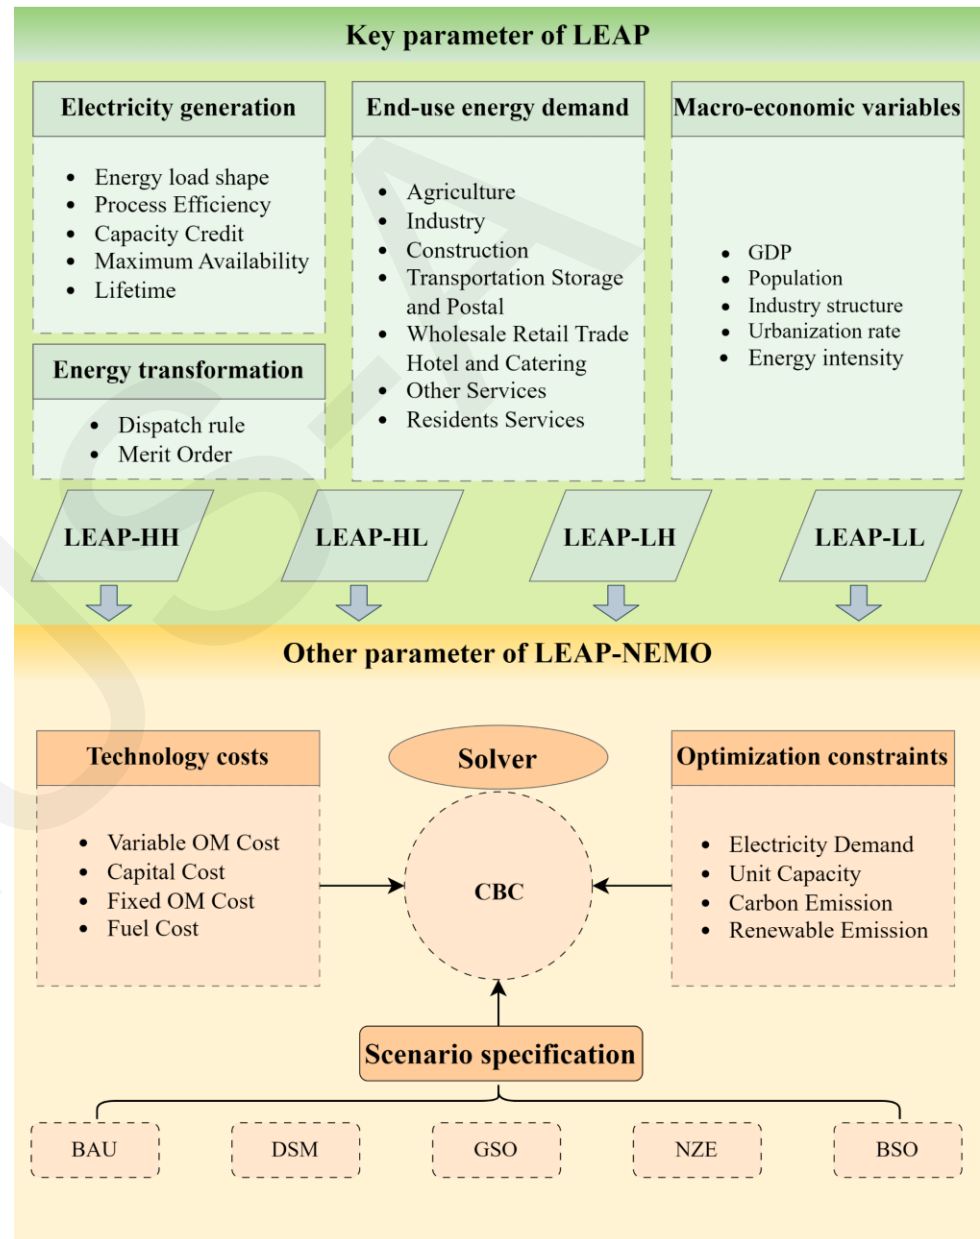 Key parameter of LEAP
Electricity generation
Energy load shape
Process Efficiency
Capacity Credit
Maximum Availability
Lifetime
Energy transformation
Dispatch rule
Merit Order
End-use energy demand
Agriculture
Industry
Construction
Transportation Storage
and Postal
Wholesale Retail Trade
Hotel and Catering
Other Services
Residents Services
Macro-economic variables
GDP
Population
Industry structure
Urbanization rate
Energy intensity
LEAP-HH
LEAP-HL
LEAP-LH
LEAP-LL
Other parameter of LEAP-NEMO
Technology costs
Variable OM Cost
Capital Cost
Fixed OM Cost
Fuel Cost
Solver
CBC
Optimization constraints
Electricity Demand
Unit Capacity
Carbon Emission
Renewable Emission
Scenario specification
BAU
DSM
GSO
NZE
BSO